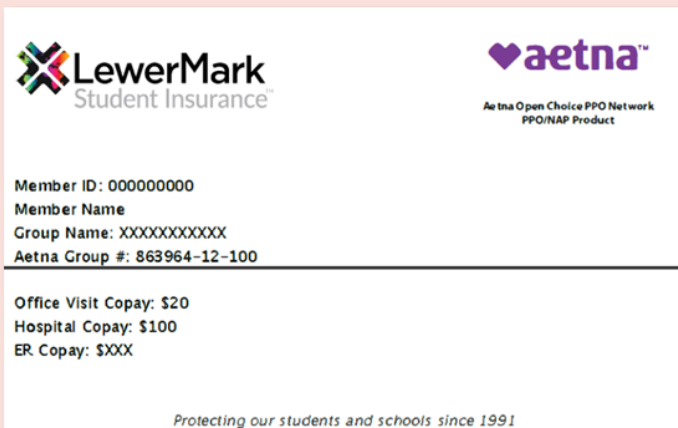 LewerMark
Student Insurance™
aetna™
Aetna Open Choice PPO Network
PPO/NAP Product
Member ID: 000000000
Member Name
Group Name: XXXXXXXXXXX
Aetna Group #: 863964-12-100
Office Visit Copay: $20
Hospital Copay: $100
ER Copay: $XXX
Protecting our students and schools since 1991